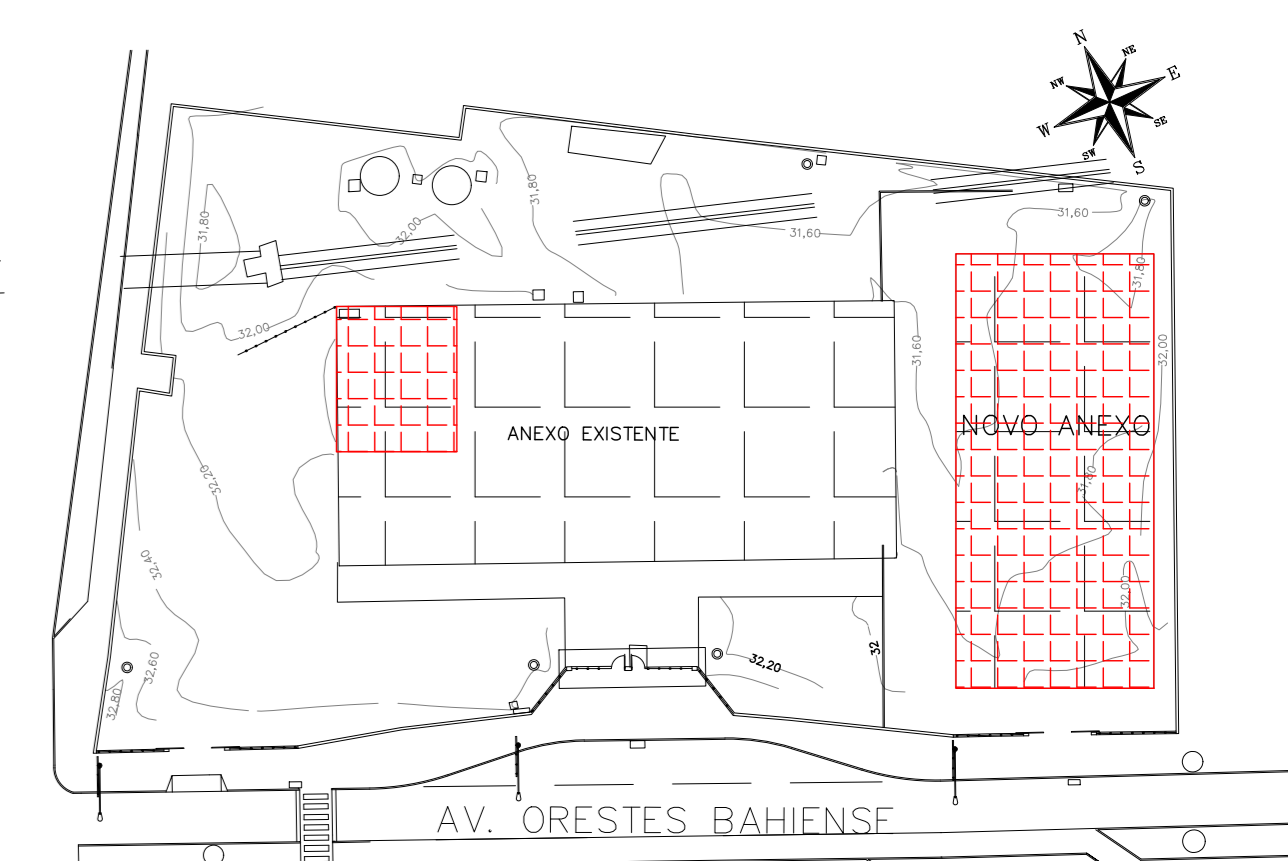 N
NE
E
NW
W
SE
SW
S
31,80
31,80
32,00
31,60
31,60
31,80
32,00
31,60
32,00
NOVO ANEXO
ANEXO EXISTENTE
32,20
31,80
32,40
32,00
32,60
32,20
32
32,80
AV. ORESTES BAHIENSE